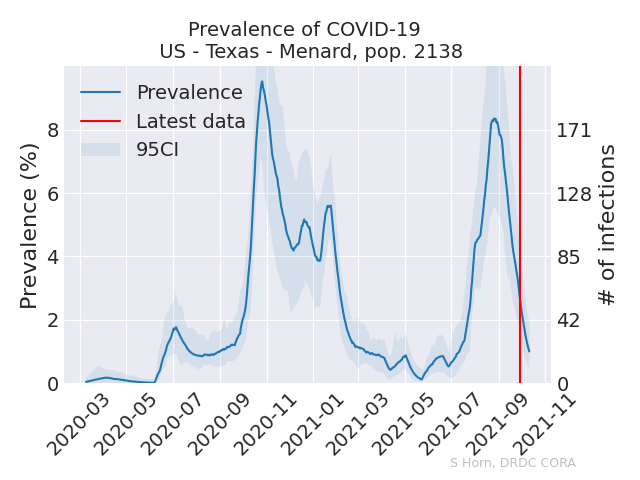 Prevalence of COVID-19
US - Texas - Menard, pop. 2138
Prevalence
Latest data
95CI
Prevalence (%)
8
6
4
2
0
171
128
85
42
0
# of infections
2020-03
2020-05
2020-07
2020-09
2020-11
2021-01
2021-03
2021-05
2021-07
2021-09
2021-11
S Horn, DRDC CORA